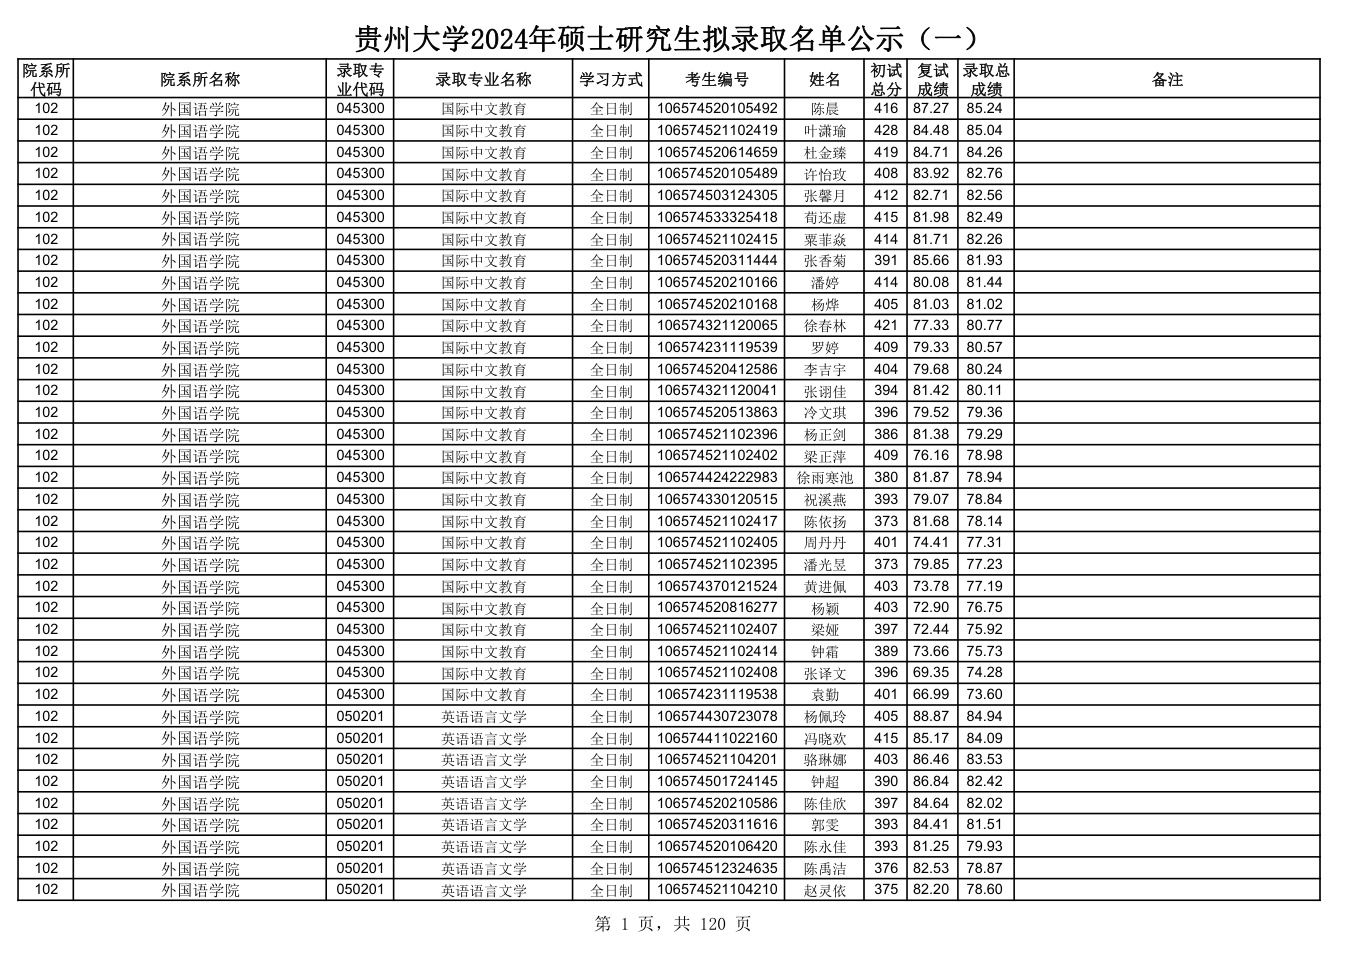 贵州大学2024年硕士研究生拟录取名单公示（一）
院系所代码 院系所名称 录取专业代码 录取专业名称 学习方式 考生编号 姓名 初试总分 复试成绩 录取总成绩 备注
102 外国语学院 045300 国际中文教育 全日制 106574520105492 陈晨 416 87.27 85.24
102 外国语学院 045300 国际中文教育 全日制 106574521102419 叶潇瑜 428 84.48 85.04
102 外国语学院 045300 国际中文教育 全日制 106574520614659 杜金臻 419 84.71 84.26
102 外国语学院 045300 国际中文教育 全日制 106574520105489 许怡玫 408 83.92 82.76
102 外国语学院 045300 国际中文教育 全日制 106574503124305 张馨月 412 82.71 82.56
102 外国语学院 045300 国际中文教育 全日制 106574533325418 荀还虚 415 81.98 82.49
102 外国语学院 045300 国际中文教育 全日制 106574521102415 粟菲焱 414 81.71 82.26
102 外国语学院 045300 国际中文教育 全日制 106574520311444 张香菊 391 85.66 81.93
102 外国语学院 045300 国际中文教育 全日制 106574520210166 潘婷 414 80.08 81.44
102 外国语学院 045300 国际中文教育 全日制 106574520210168 杨烨 405 81.03 81.02
102 外国语学院 045300 国际中文教育 全日制 106574321120065 徐春林 421 77.33 80.77
102 外国语学院 045300 国际中文教育 全日制 106574231119539 罗婷 409 79.33 80.57
102 外国语学院 045300 国际中文教育 全日制 106574520412586 李吉宇 404 79.68 80.24
102 外国语学院 045300 国际中文教育 全日制 106574321120041 张诩佳 394 81.42 80.11
102 外国语学院 045300 国际中文教育 全日制 106574520513863 冷文琪 396 79.52 79.36
102 外国语学院 045300 国际中文教育 全日制 106574521102396 杨正剑 386 81.38 79.29
102 外国语学院 045300 国际中文教育 全日制 106574521102402 梁正萍 409 76.16 78.98
102 外国语学院 045300 国际中文教育 全日制 106574424222983 徐雨寒池 380 81.87 78.94
102 外国语学院 045300 国际中文教育 全日制 106574330120515 祝溪燕 393 79.07 78.84
102 外国语学院 045300 国际中文教育 全日制 106574521102417 陈依扬 373 81.68 78.14
102 外国语学院 045300 国际中文教育 全日制 106574521102405 周丹丹 401 74.41 77.31
102 外国语学院 045300 国际中文教育 全日制 106574521102395 潘光昱 373 79.85 77.23
102 外国语学院 045300 国际中文教育 全日制 106574370121524 黄进佩 403 73.78 77.19
102 外国语学院 045300 国际中文教育 全日制 106574520816277 杨颖 403 72.90 76.75
102 外国语学院 045300 国际中文教育 全日制 106574521102407 梁娅 397 72.44 75.92
102 外国语学院 045300 国际中文教育 全日制 106574521102414 钟霜 389 73.66 75.73
102 外国语学院 045300 国际中文教育 全日制 106574521102408 张译文 396 69.35 74.28
102 外国语学院 045300 国际中文教育 全日制 106574231119538 袁勤 401 66.99 73.60
102 外国语学院 050201 英语语言文学 全日制 106574430723078 杨佩玲 405 88.87 84.94
102 外国语学院 050201 英语语言文学 全日制 106574411022160 冯晓欢 415 85.17 84.09
102 外国语学院 050201 英语语言文学 全日制 106574521104201 骆琳娜 403 86.46 83.53
102 外国语学院 050201 英语语言文学 全日制 106574501724145 钟超 390 86.84 82.42
102 外国语学院 050201 英语语言文学 全日制 106574520210586 陈佳欣 397 84.64 82.02
102 外国语学院 050201 英语语言文学 全日制 106574520311616 郭雯 393 84.41 81.51
102 外国语学院 050201 英语语言文学 全日制 106574520106420 陈永佳 393 81.25 79.93
102 外国语学院 050201 英语语言文学 全日制 106574512324635 陈禹洁 376 82.53 78.87
102 外国语学院 050201 英语语言文学 全日制 106574521104210 赵灵依 375 82.20 78.60
第 1 页，共 120 页